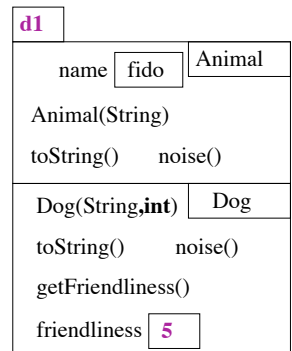 d1
name fido Animal
Animal(String)
toString() noise()
Dog(String,int) Dog
toString() noise()
getFriendliness()
friendliness 5